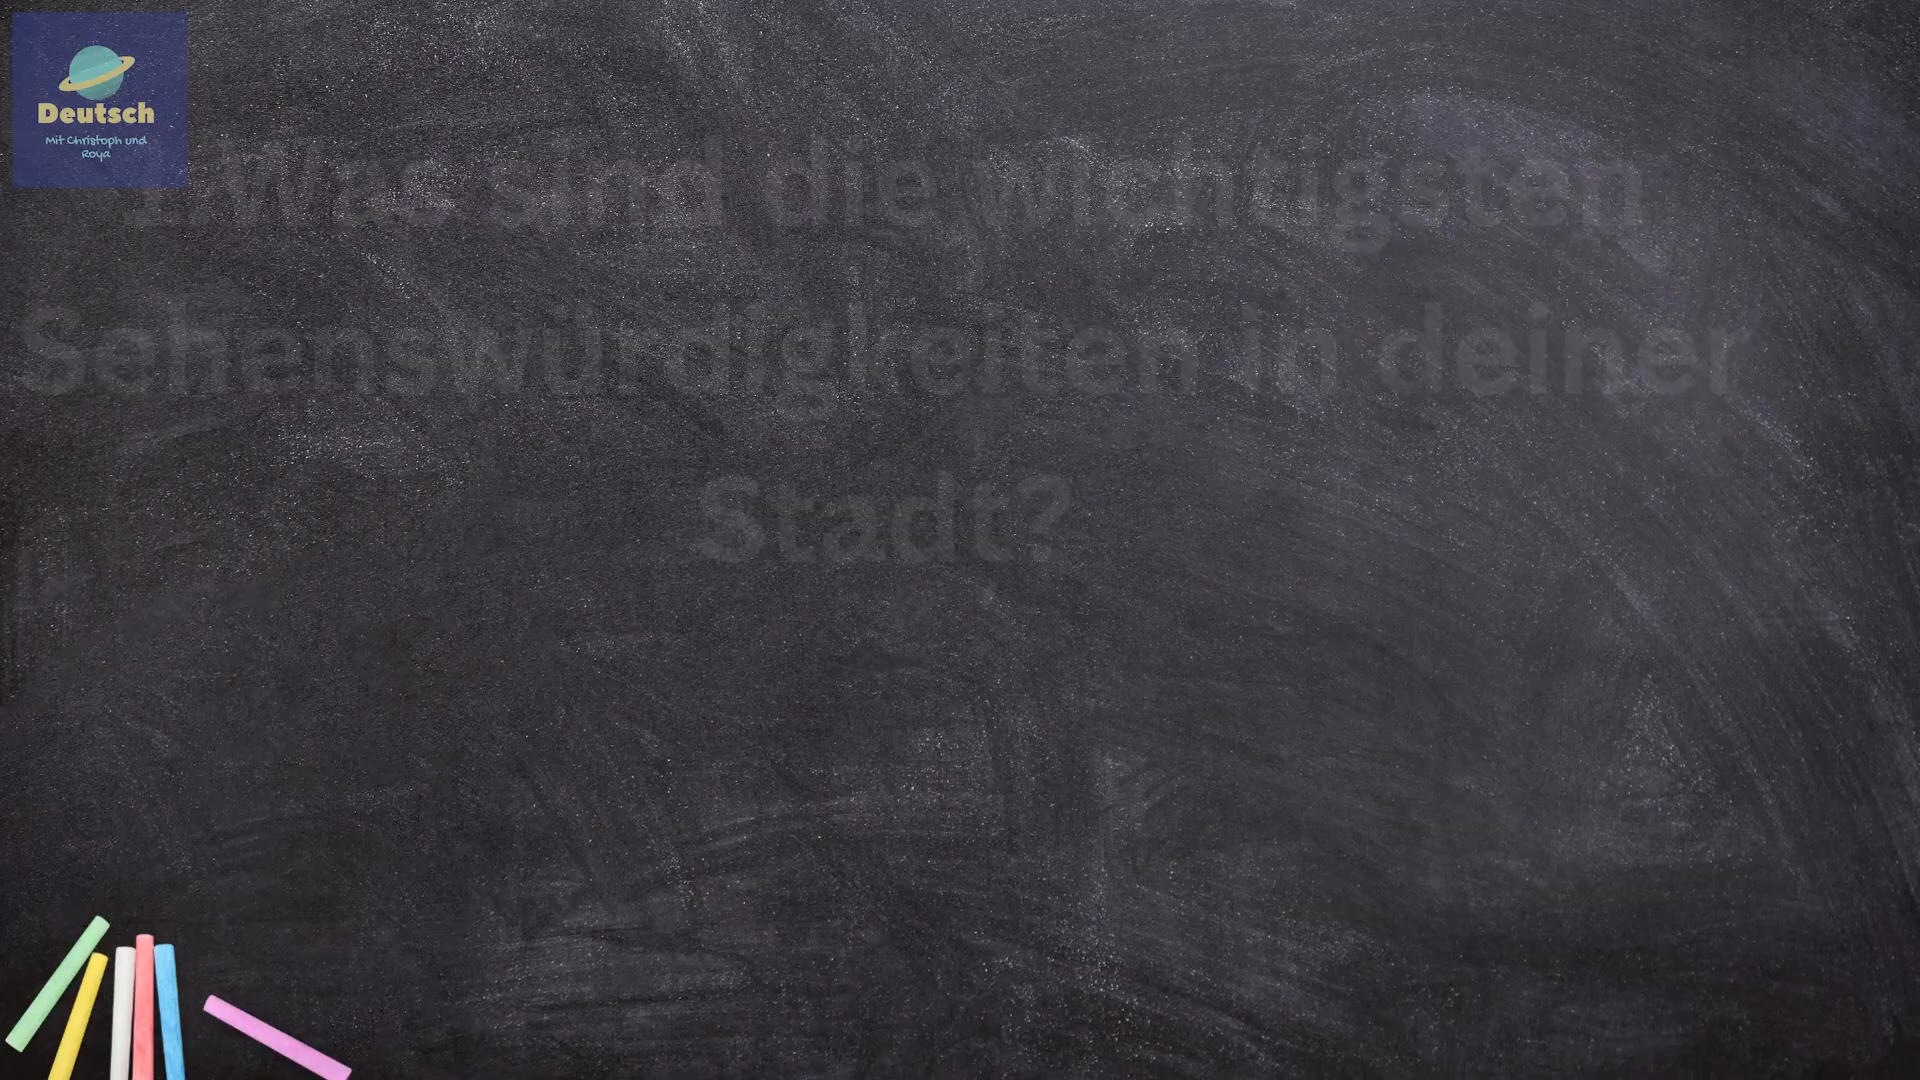 Deutsch
Mit Christoph und
Roya
1.Was sind die wichtigsten
Sehenswürdigkeiten in deiner
Stadt?